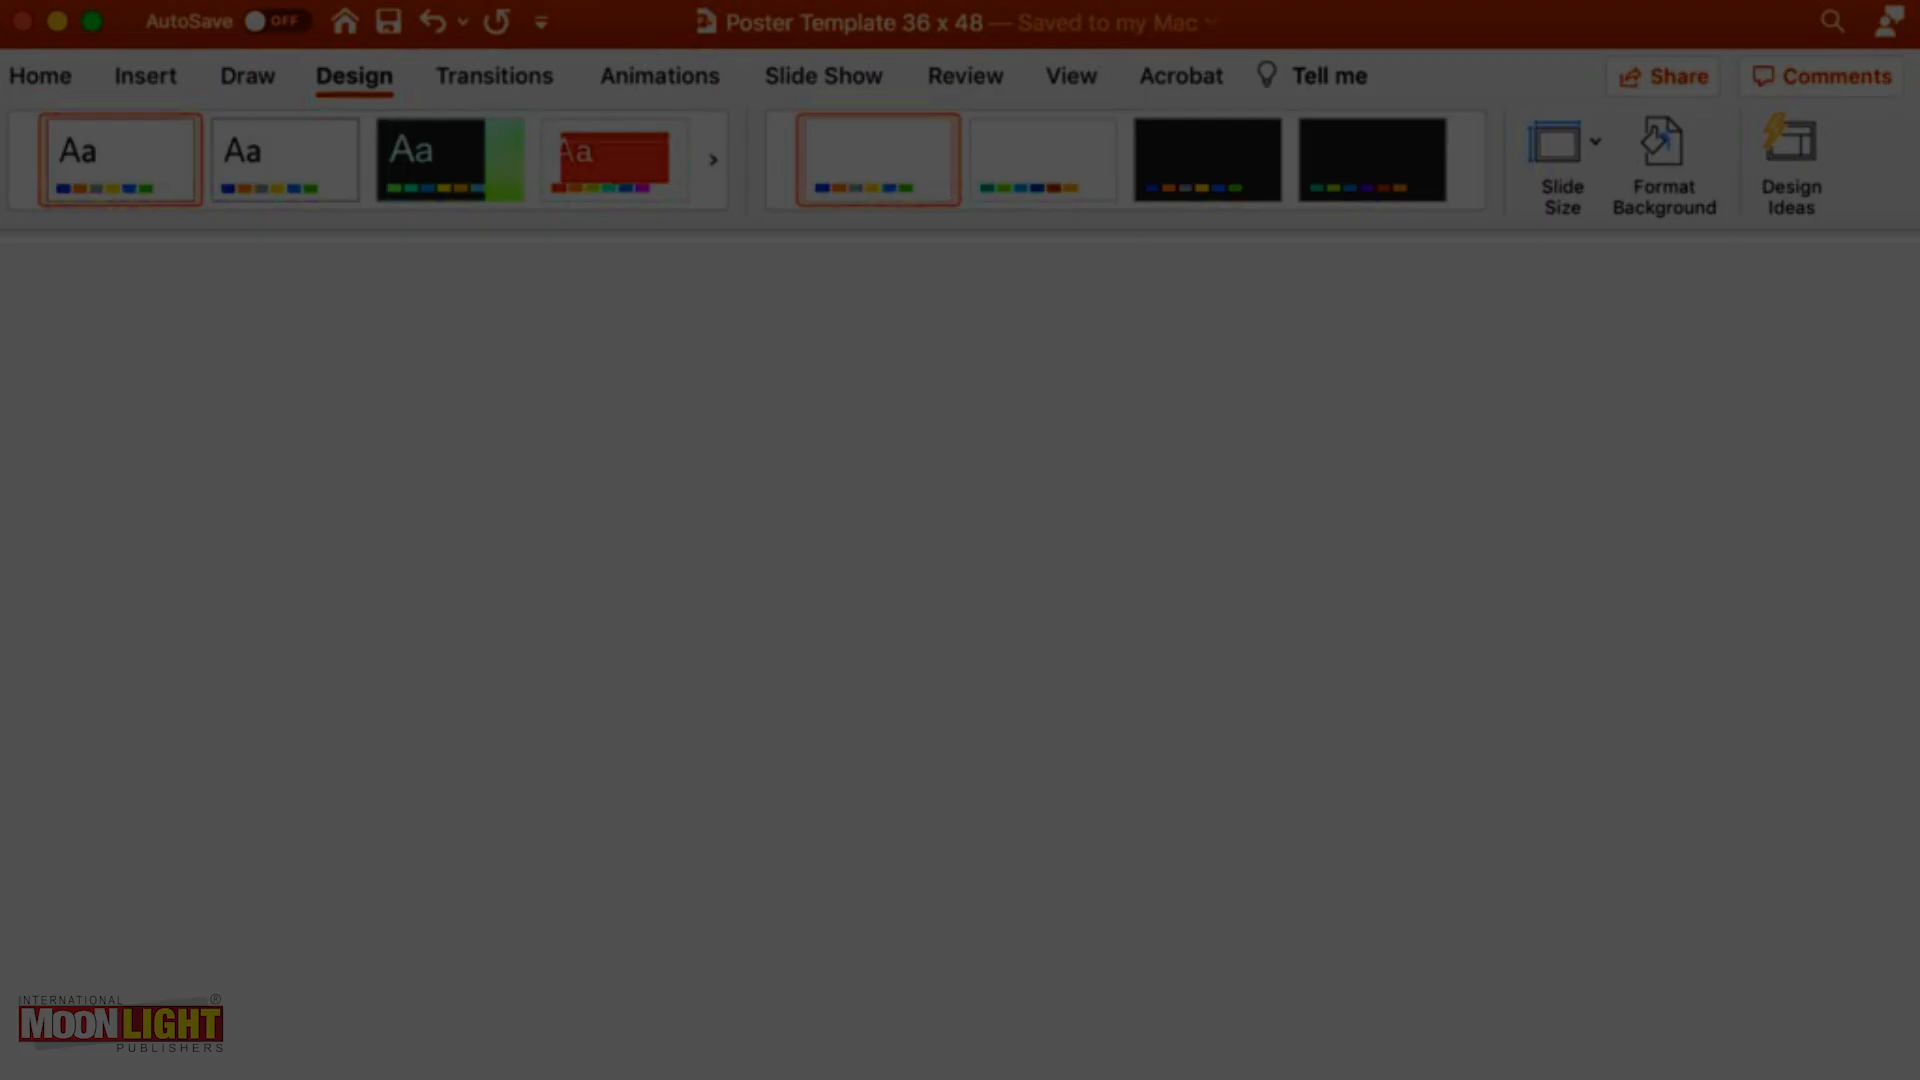 AutoSave OFF Poster Template 36 x 48 — Saved to my Mac
Home Insert Draw Design Transitions Animations Slide Show Review View Acrobat Tell me Share Comments
Aa Aa Aa Aa
Slide Size
Format Background
Design Ideas
INTERNATIONAL ®
MOONLIGHT
PUBLISHERS